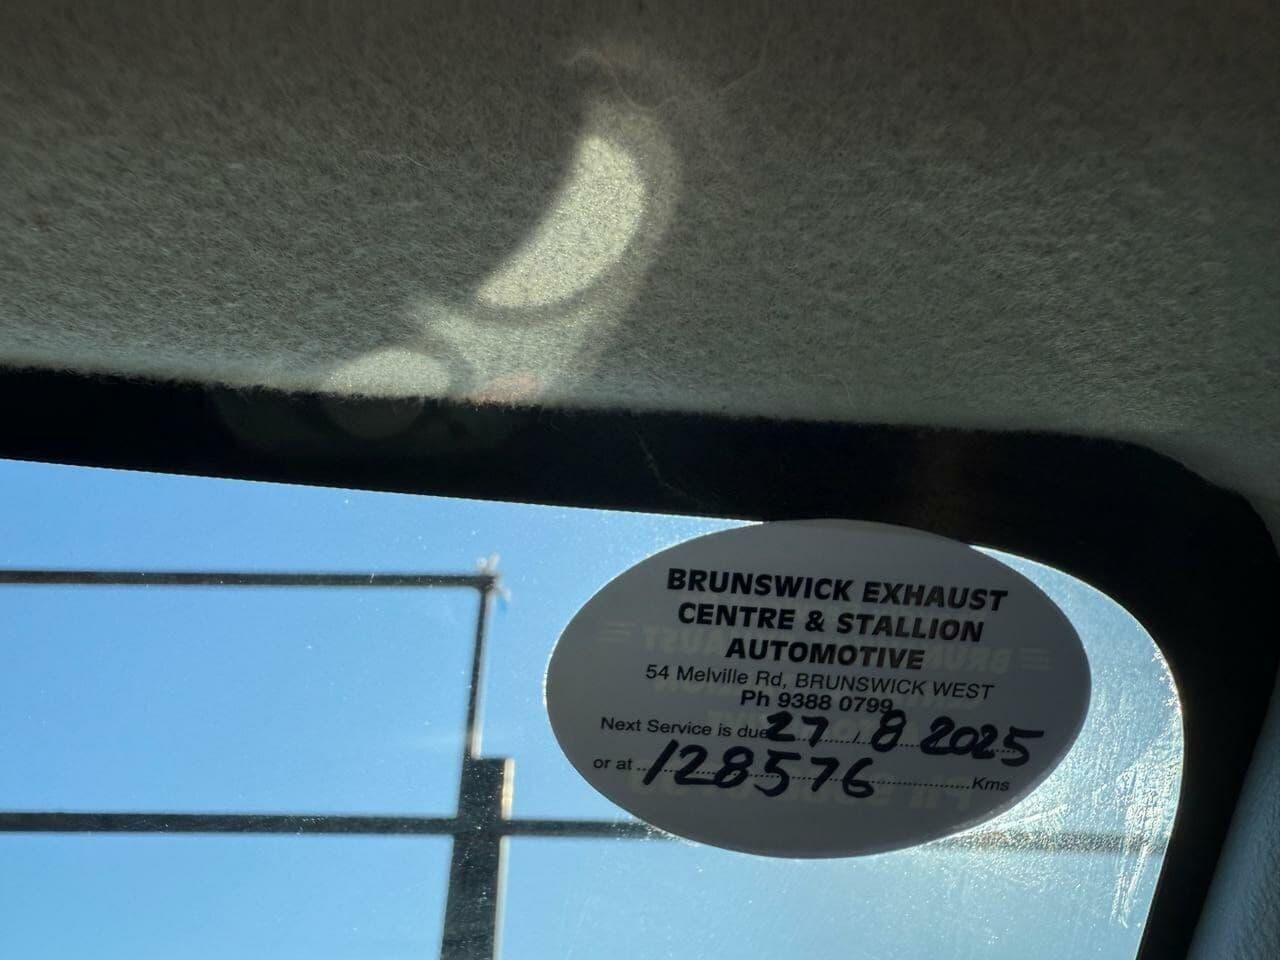 BRUNSWICK EXHAUST
CENTRE & STALLION
AUTOMOTIVE
54 Melville Rd, BRUNSWICK WEST
Ph 9388 0799
Next Service is due 27 / 8 2025
or at 128576 Kms